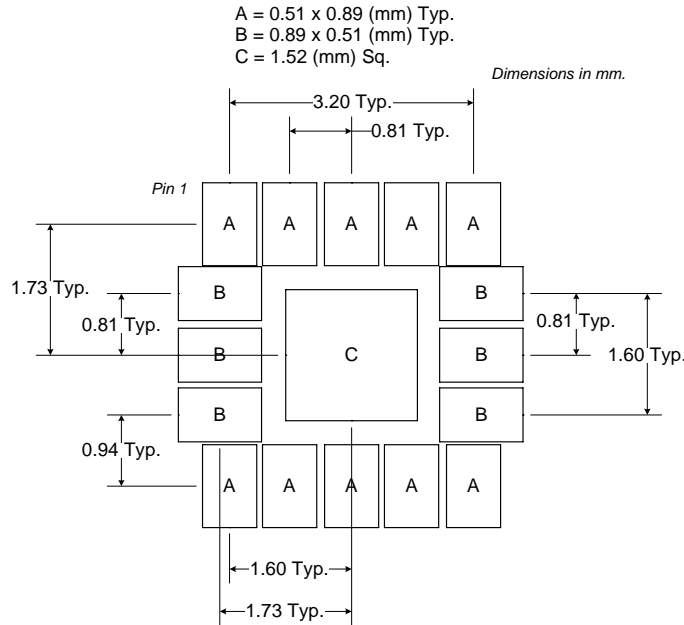 A = 0.51 x 0.89 (mm) Typ.
B = 0.89 x 0.51 (mm) Typ.
C = 1.52 (mm) Sq.
Dimensions in mm.
3.20 Typ.
0.81 Typ.
Pin 1
A A A A A
1.73 Typ.
B B
0.81 Typ.
0.81 Typ.
B C B
1.60 Typ.
B B
0.94 Typ.
A A A A A
1.60 Typ.
1.73 Typ.